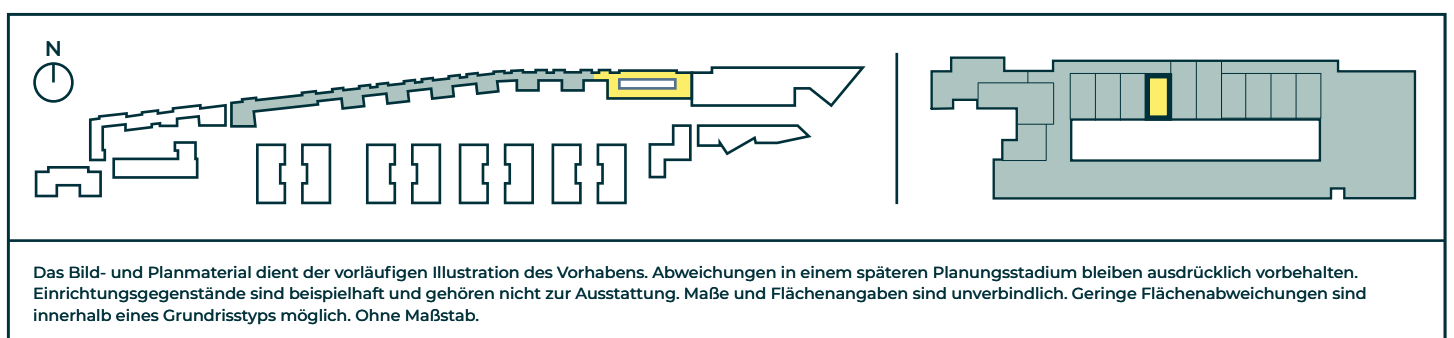 N
Das Bild- und Planmaterial dient der vorläufigen Illustration des Vorhabens. Abweichungen in einem späteren Planungsstadium bleiben ausdrücklich vorbehalten.
Einrichtungsgegenstände sind beispielhaft und gehören nicht zur Ausstattung. Maße und Flächenangaben sind unverbindlich. Geringe Flächenabweichungen sind
innerhalb eines Grundrisstyps möglich. Ohne Maßstab.